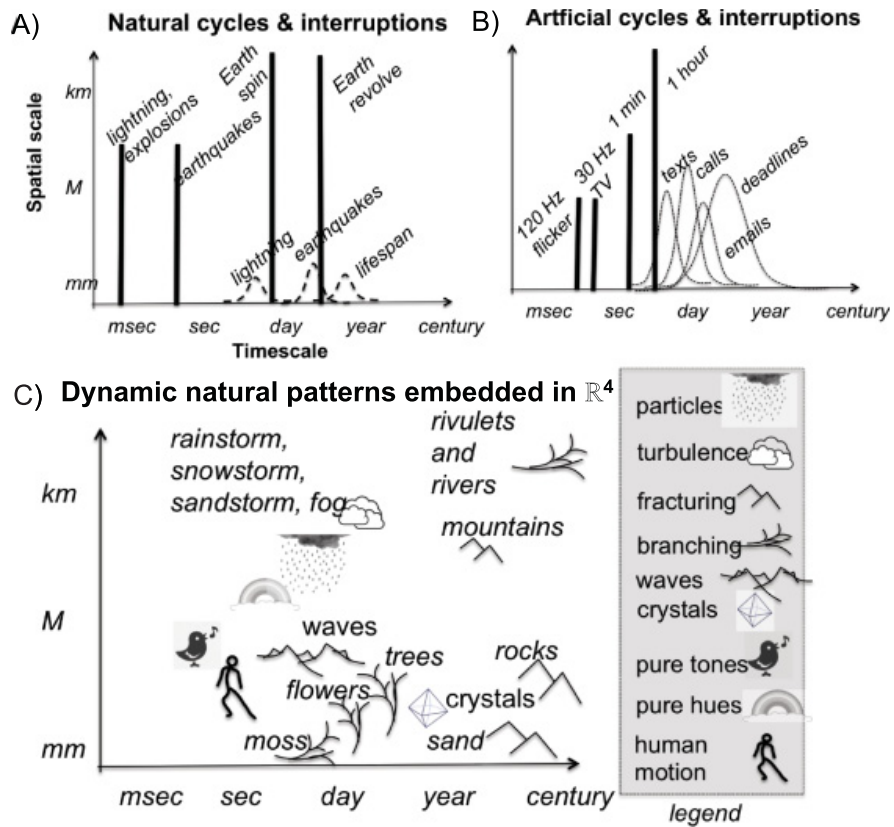 A) Natural cycles & interruptions
Spatial scale
km
M
mm
lightning,
explosions
earthquakes
Earth
spin
Earth
revolve
lightning
earthquakes
lifespan
msec sec day year century
Timescale
B) Artficial cycles & interruptions
120 Hz
flicker
30 Hz
TV
1 min
1 hour
texts
calls
emails
deadlines
msec sec day year century
C) Dynamic natural patterns embedded in ℝ⁴
km
M
mm
rainstorm,
snowstorm,
sandstorm, fog
rivulets
and
rivers
mountains
waves
trees
flowers
moss
rocks
crystals
sand
msec sec day year century
particles
turbulence
fracturing
branching
waves
crystals
pure tones
pure hues
human
motion
legend